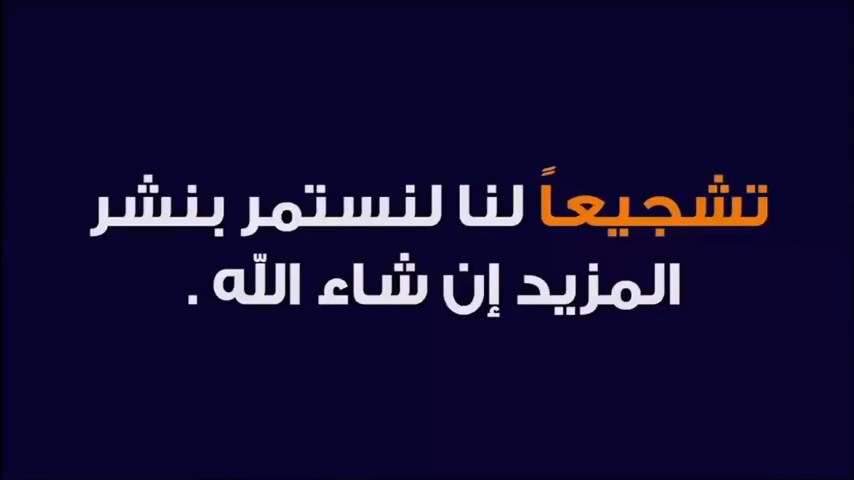 تشجيعاً لنا لنستمر بنشر
المزيد إن شاء الله .